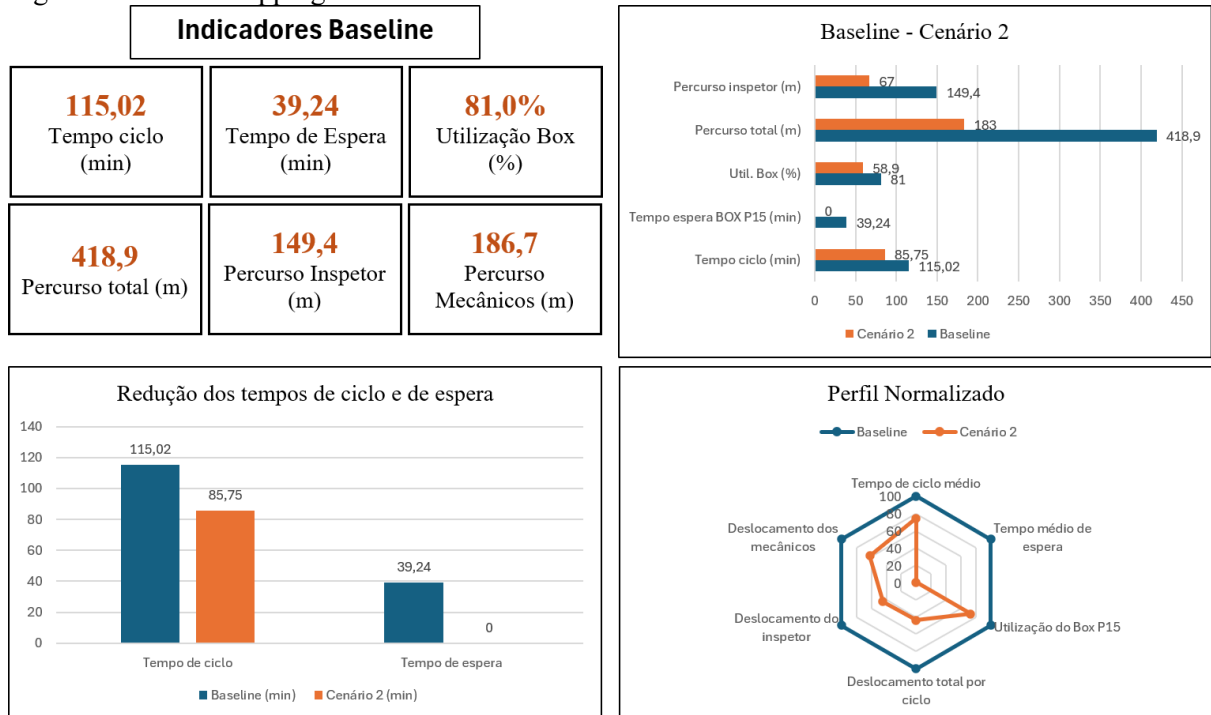 Indicadores Baseline
115,02
Tempo ciclo
(min)
39,24
Tempo de Espera
(min)
81,0%
Utilização Box
(%)
418,9
Percurso total (m)
149,4
Percurso Inspetor
(m)
186,7
Percurso
Mecânicos (m)
Baseline - Cenário 2
Percurso inspetor (m)
67
149,4
Percurso total (m)
183
418,9
Util. Box (%)
58,9
81
Tempo espera BOX P15 (min)
0
39,24
Tempo ciclo (min)
85,75
115,02
0 50 100 150 200 250 300 350 400 450
Cenário 2 Baseline
Redução dos tempos de ciclo e de espera
140
120
100
80
60
40
20
0
115,02
85,75
39,24
0
Tempo de ciclo Tempo de espera
Baseline (min) Cenário 2 (min)
Perfil Normalizado
Baseline Cenário 2
Tempo de ciclo médio
100
80
60
40
20
0
Tempo médio de
espera
Utilização do Box P15
Deslocamento total por
ciclo
Deslocamento do
inspetor
Deslocamento dos
mecânicos